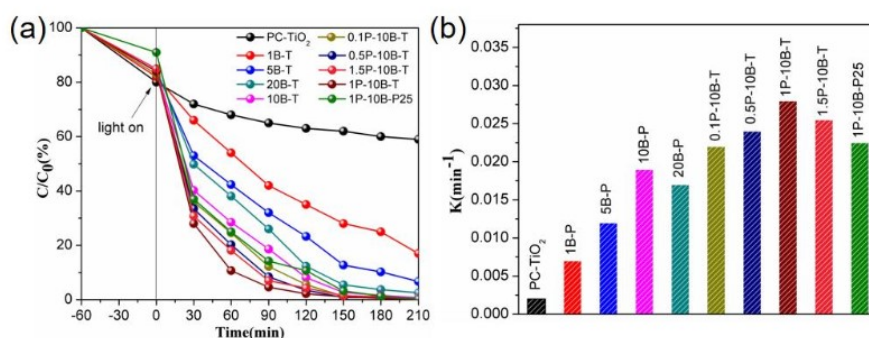 (a)
100
80
60
40
20
0
C/C0(%)
-60
-30
0
30
60
90
120
150
180
210
Time(min)
light on
PC-TiO2
1B-T
5B-T
20B-T
10B-T
0.1P-10B-T
0.5P-10B-T
1.5P-10B-T
1P-10B-T
1P-10B-P25
(b)
0.035
0.030
0.025
0.020
0.015
0.010
0.005
0.000
K(min-1)
PC-TiO2
1B-P
5B-P
10B-P
20B-P
0.1P-10B-T
0.5P-10B-T
1P-10B-T
1.5P-10B-T
1P-10B-P25